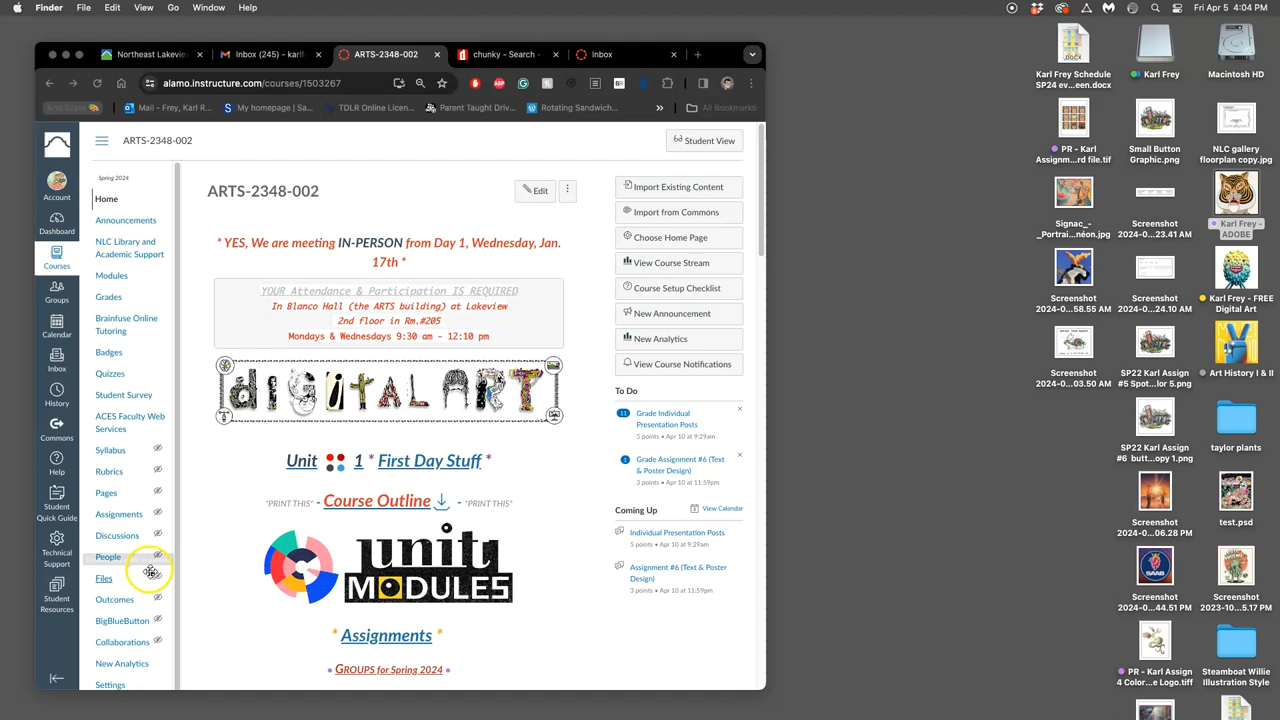 Finder File Edit View Go Window Help
Fri Apr 5 4:04 PM
Northeast Lakevie
Inbox (245) - karlf
ARTS-2348-002
chunky - Search -
Inbox
alamo.instructure.com/courses/1503267
Mail - Frey, Karl R...
My homepage | Sa...
TDLR Online Licen...
Parent Taught Driv...
Rotating Sandwich...
All Bookmarks
ARTS-2348-002
Student View
Account
Dashboard
Courses
Groups
Calendar
Inbox
History
Commons
Help
Student
Quick Guide
Technical
Support
Student
Resources
Spring 2024
Home
Announcements
NLC Library and
Academic Support
Modules
Grades
Brainfuse Online
Tutoring
Badges
Quizzes
Student Survey
ACES Faculty Web
Services
Syllabus
Rubrics
Pages
Assignments
Discussions
People
Files
Outcomes
BigBlueButton
Collaborations
New Analytics
Settings
ARTS-2348-002
Edit
* YES, We are meeting IN-PERSON from Day 1, Wednesday, Jan.
17th *
YOUR Attendance & Participation IS REQUIRED
In Blanco Hall (the ARTS building) at Lakeview
2nd floor in Rm.#205
Mondays & Wednesdays 9:30 am - 12:10 pm
diGitaL ART
Unit 1 * First Day Stuff *
*PRINT THIS* - Course Outline - *PRINT THIS*
unit
MODULES
* Assignments *
• GROUPS for Spring 2024 •
Import Existing Content
Import from Commons
Choose Home Page
View Course Stream
Course Setup Checklist
New Announcement
New Analytics
View Course Notifications
To Do
11 Grade Individual
Presentation Posts
5 points • Apr 10 at 9:29am
1 Grade Assignment #6 (Text
& Poster Design)
3 points • Apr 10 at 11:59pm
Coming Up
View Calendar
Individual Presentation Posts
5 points • Apr 10 at 9:29am
Assignment #6 (Text & Poster
Design)
3 points • Apr 10 at 11:59pm
Karl Frey Schedule
SP24 ev...een.docx
Karl Frey
Macintosh HD
PR - Karl
Assignm...rd file.tif
Small Button
Graphic.png
NLC gallery
floorplan copy.jpg
Signac_-
_Portrai...néon.jpg
Screenshot
2024-0...23.41 AM
Karl Frey -
ADOBE
Screenshot
2024-0...58.55 AM
Screenshot
2024-0...24.10 AM
Karl Frey - FREE
Digital Art
Screenshot
2024-0...03.50 AM
SP22 Karl Assign
#5 Spot...lor 5.png
Art History I & II
SP22 Karl Assign
#6 butt...opy 1.png
taylor plants
Screenshot
2024-0...06.28 PM
test.psd
SAAB
Screenshot
2024-0...44.51 PM
Screenshot
2023-10...5.17 PM
PR - Karl Assign
4 Color...e Logo.tiff
Steamboat Willie
Illustration Style